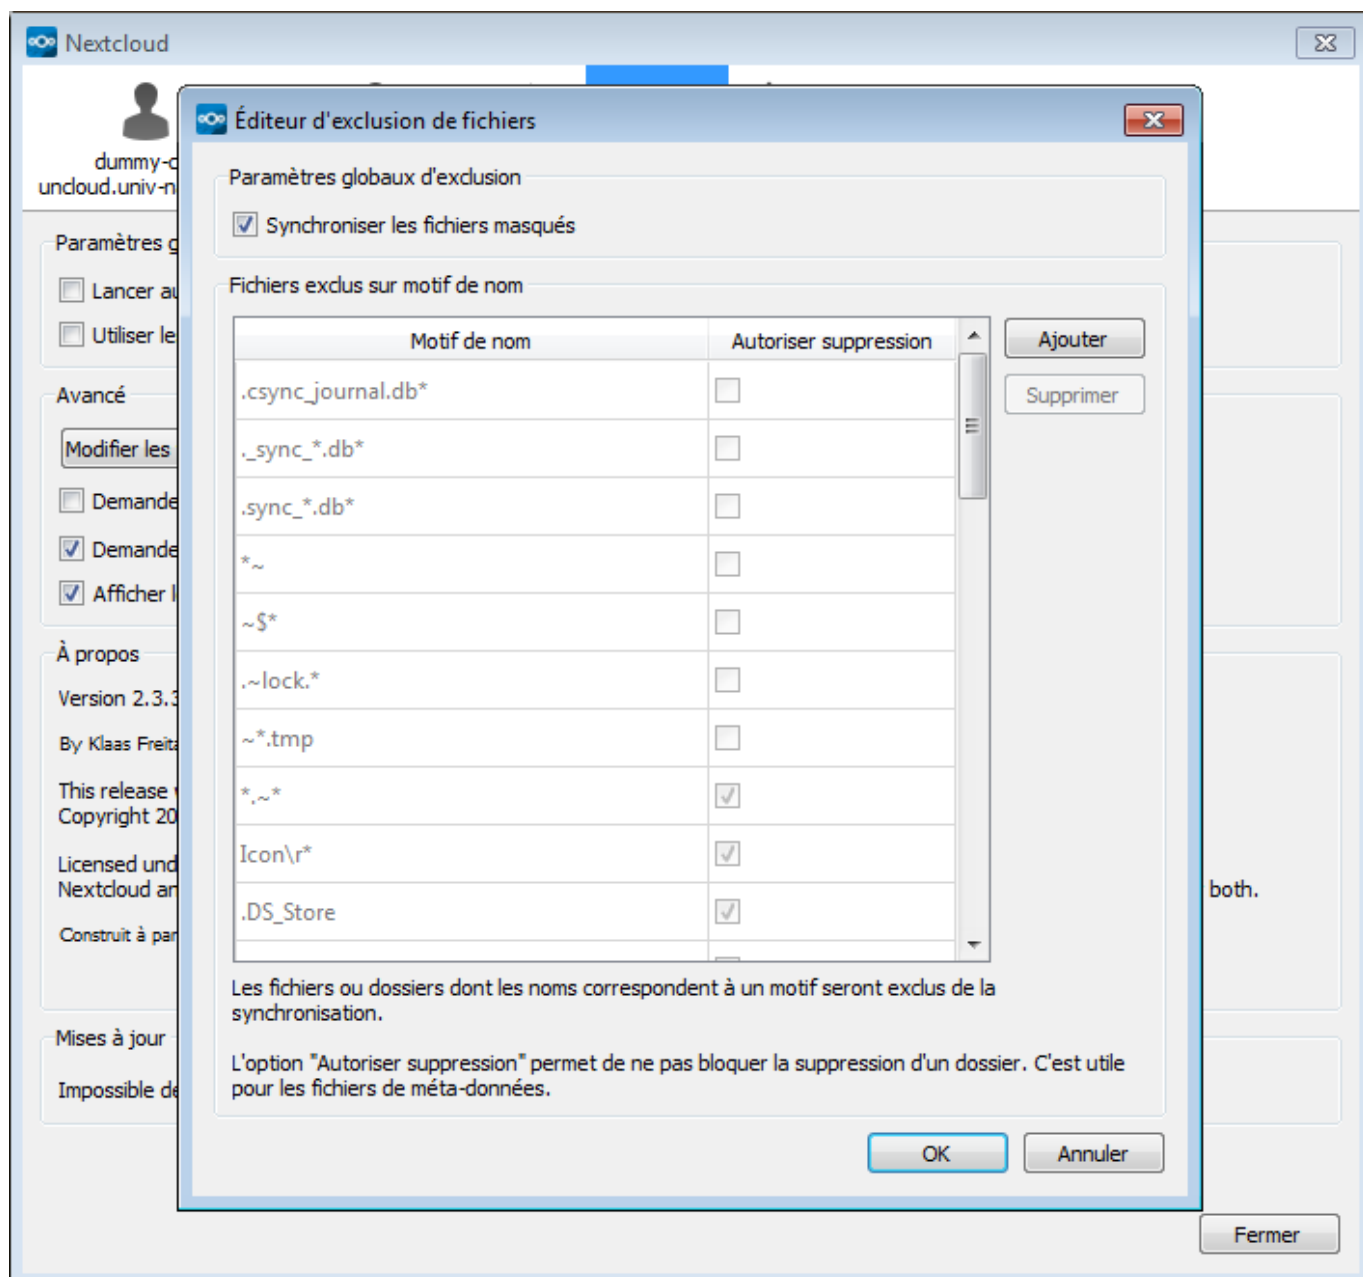 Nextcloud
Éditeur d'exclusion de fichiers
dummy-c
uncloud.univ-n
Paramètres globaux d'exclusion
Synchroniser les fichiers masqués
Paramètres g
Lancer au
Utiliser le
Fichiers exclus sur motif de nom
Motif de nom Autoriser suppression
Ajouter
Supprimer
.csync_journal.db*
._sync_*.db*
.sync_*.db*
*~
~$*
.~lock.*
~*.tmp
*.~*
Icon\r*
.DS_Store
Avancé
Modifier les
Demande
Demande
Afficher l
À propos
Version 2.3.3
By Klaas Freita
This release
Copyright 20
Licensed und
Nextcloud an
both.
Construit à par
Les fichiers ou dossiers dont les noms correspondent à un motif seront exclus de la
synchronisation.
L'option "Autoriser suppression" permet de ne pas bloquer la suppression d'un dossier. C'est utile
pour les fichiers de méta-données.
Mises à jour
Impossible de
OK
Annuler
Fermer